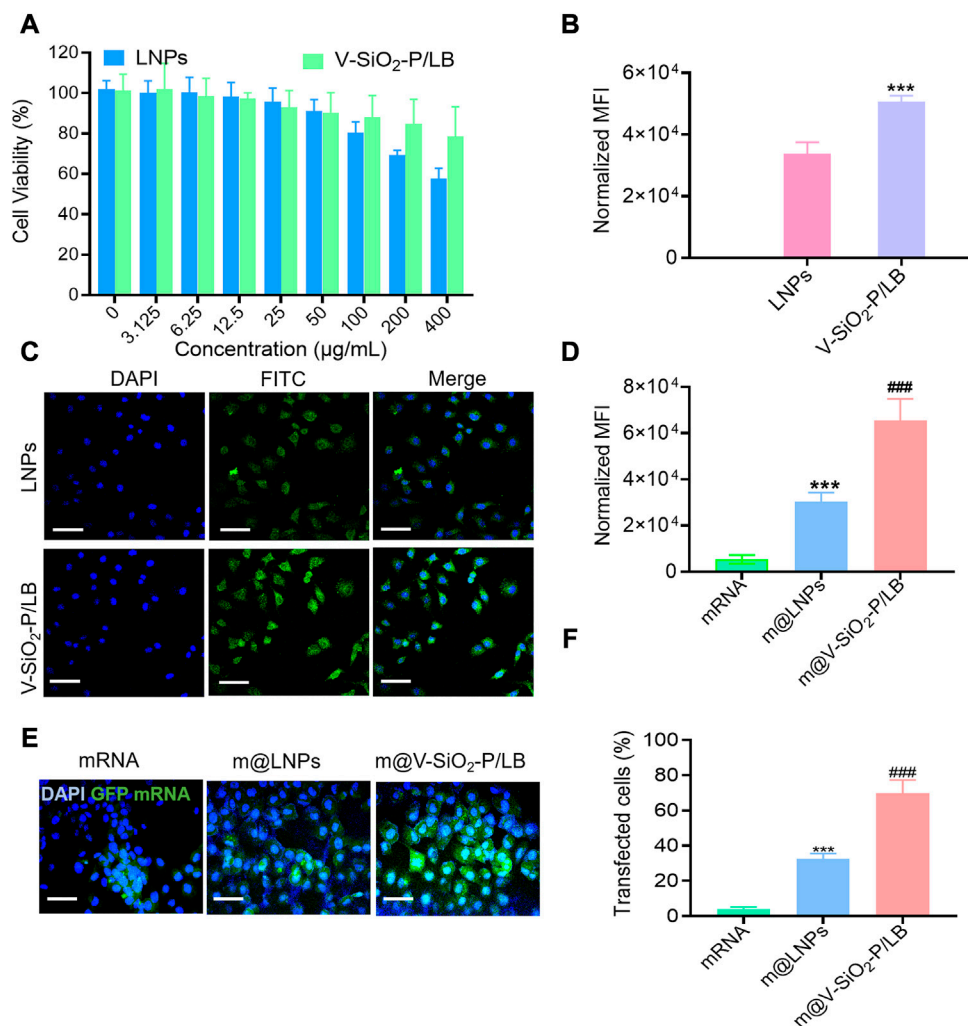 A
Cell Viability (%)
120
100
80
60
40
20
0
LNPs
V-SiO₂-P/LB
0
3.125
6.25
12.5
25
50
100
200
400
Concentration (µg/mL)
B
Normalized MFI
6×10⁴
4×10⁴
2×10⁴
0
***
LNPs
V-SiO₂-P/LB
C
DAPI
FITC
Merge
LNPs
V-SiO₂-P/LB
D
Normalized MFI
8×10⁴
6×10⁴
4×10⁴
2×10⁴
0
***
###
mRNA
m@LNPs
m@V-SiO₂-P/LB
E
mRNA
m@LNPs
m@V-SiO₂-P/LB
DAPI GFP mRNA
F
Transfected cells (%)
100
80
60
40
20
0
***
###
mRNA
m@LNPs
m@V-SiO₂-P/LB